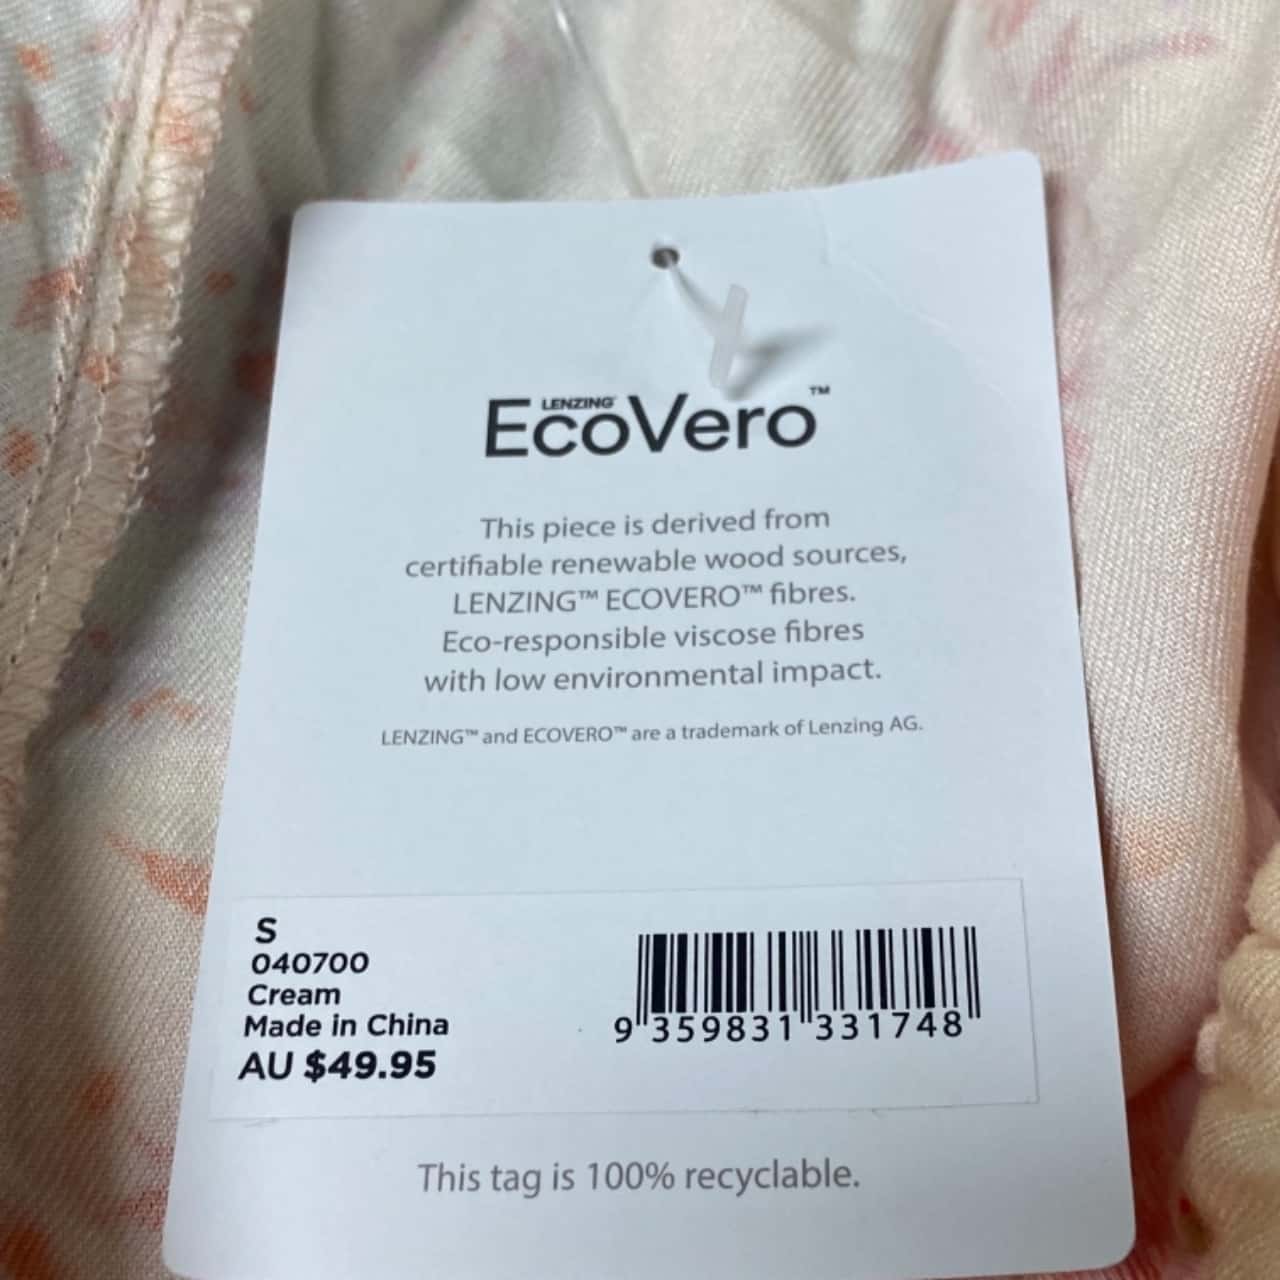 LENZING
EcoVero™
This piece is derived from
certifiable renewable wood sources,
LENZING™ ECOVERO™ fibres.
Eco-responsible viscose fibres
with low environmental impact.
LENZING™ and ECOVERO™ are a trademark of Lenzing AG.
S
040700
Cream
Made in China
AU $49.95
9 359831 331748
This tag is 100% recyclable.